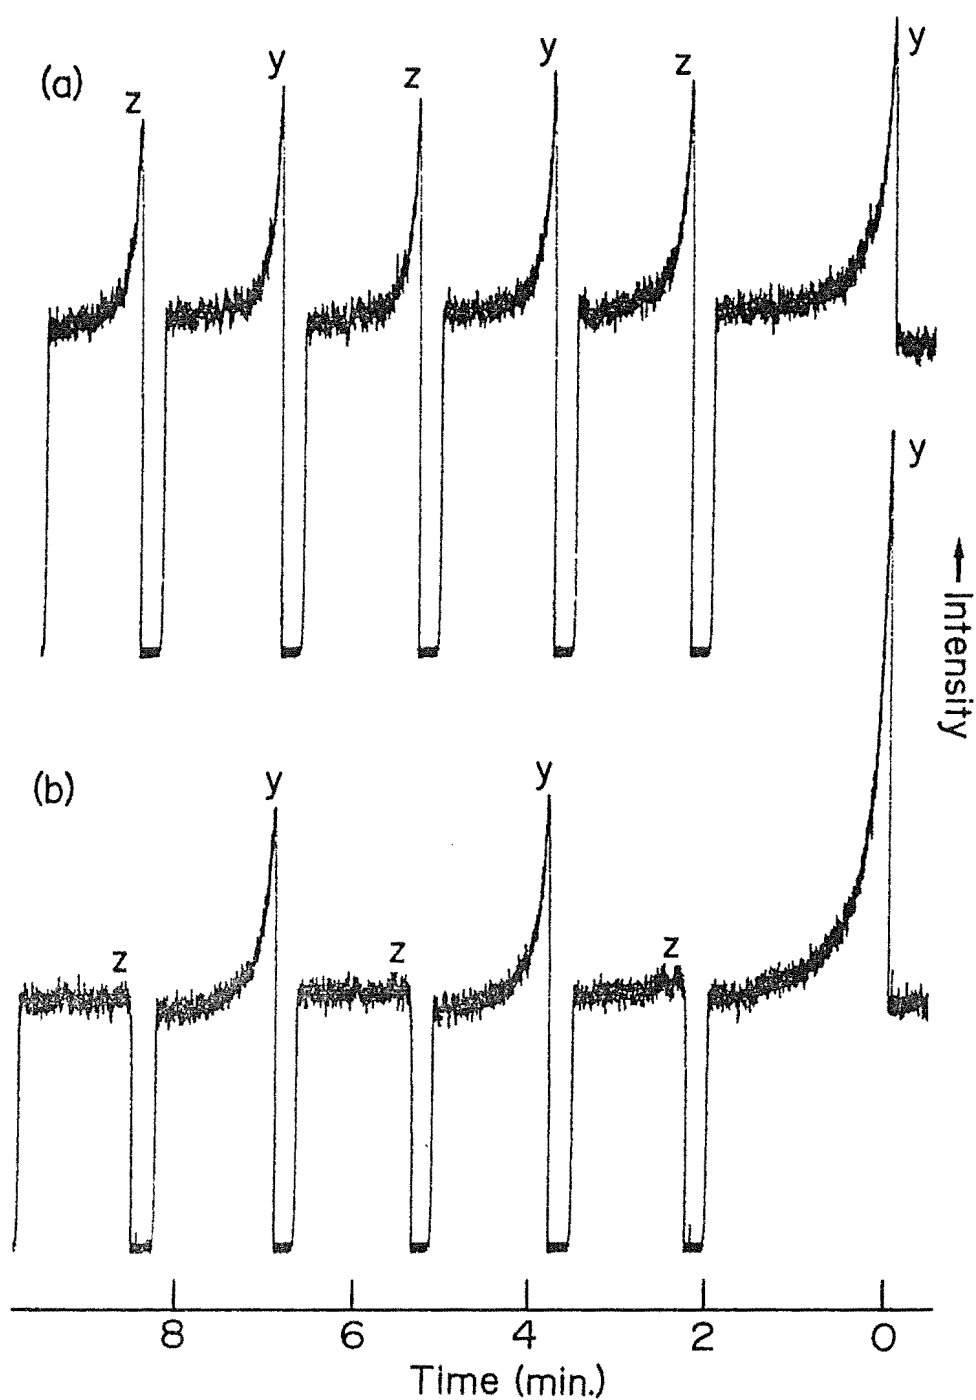 (a)
z y z y z y
y
← Intensity
(b)
z y z y z
8 6 4 2 0
Time (min.)